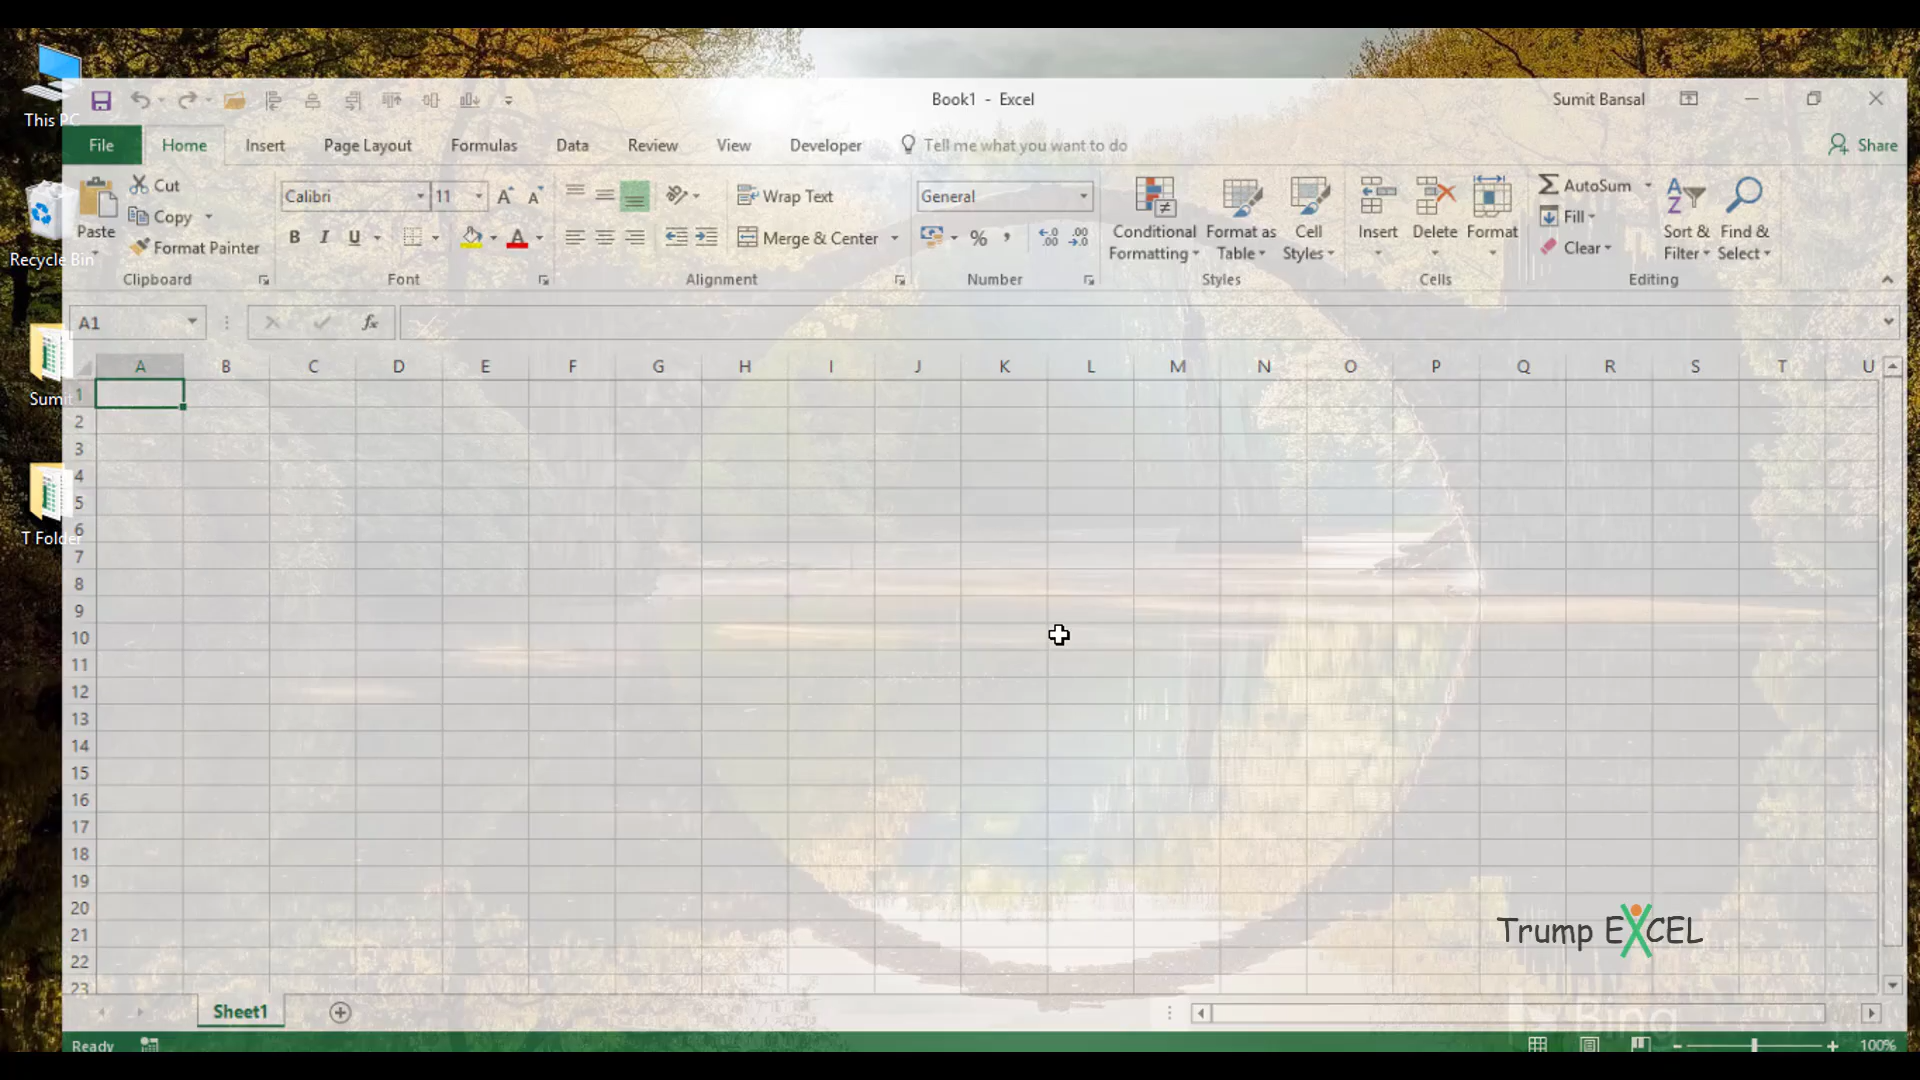 This PC
Book1 - Excel
Sumit Bansal
File Home Insert Page Layout Formulas Data Review View Developer Tell me what you want to do Share
Cut
Copy
Format Painter
Paste
Clipboard
Calibri 11
B I U A
Font
Wrap Text
Merge & Center
Alignment
General
% ,
Number
Conditional Formatting
Format as Table
Cell Styles
Styles
Insert Delete Format
Cells
AutoSum
Fill
Clear
Sort & Filter
Find & Select
Editing
Recycle Bin
A1 fx
A B C D E F G H I J K L M N O P Q R S T U
1
2
3
4
5
6
7
8
9
10
11
12
13
14
15
16
17
18
19
20
21
22
23
Sumit
T Folder
Trump EXCEL
Bing
Sheet1
Ready
100%